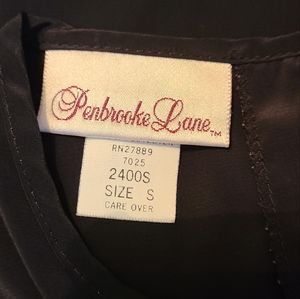 Penbrooke Lane™
RN27889
7025
2400S
SIZE S
CARE OVER